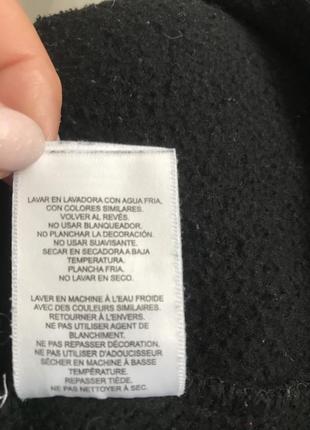 LAVAR EN LAVADORA CON AGUA FRIA,
CON COLORES SIMILARES.
VOLVER AL REVÉS.
NO USAR BLANQUEADOR.
NO PLANCHAR LA DECORACIÓN.
NO USAR SUAVISANTE.
SECAR EN SECADORA A BAJA
TEMPERATURA.
PLANCHA FRIA.
NO LAVAR EN SECO.
LAVER EN MACHINE À L'EAU FROIDE
AVEC DES COULEURS SIMILAIRES.
RETOURNER À L'ENVERS.
NE PAS UTILISER AGENT DE
BLANCHIMENT.
NE PAS REPASSER DÉCORATION.
NE PAS UTILISER D'ADOUCISSEUR
SÉCHER EN MACHINE À BASSE
TEMPÉRATURE.
REPASSER TIÈDE.
NE PAS NETTOYER À SEC.